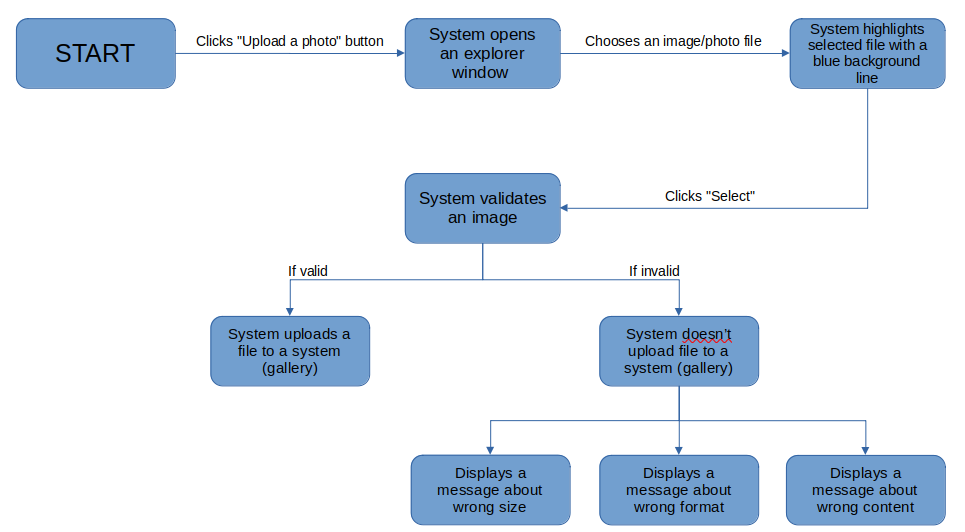 START
Clicks "Upload a photo" button
System opens
an explorer
window
Chooses an image/photo file
System highlights
selected file with a
blue background
line
Clicks "Select"
System validates
an image
If valid
If invalid
System uploads a
file to a system
(gallery)
System doesn't
upload file to a
system (gallery)
Displays a
message about
wrong size
Displays a
message about
wrong format
Displays a
message about
wrong content